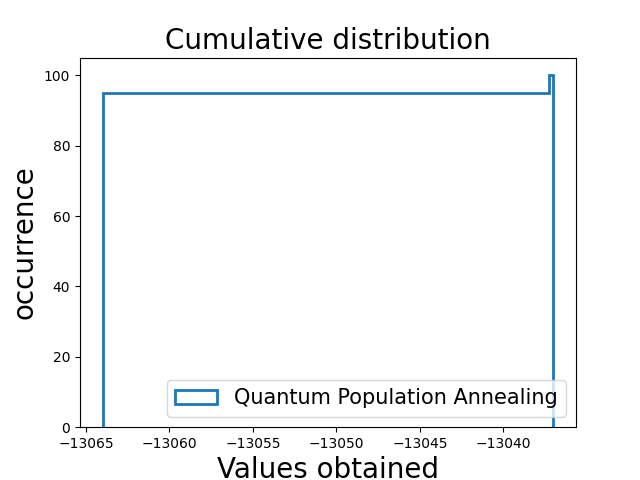 Cumulative distribution
100
80
60
40
20
0
occurrence
Quantum Population Annealing
−13065 −13060 −13055 −13050 −13045 −13040
Values obtained